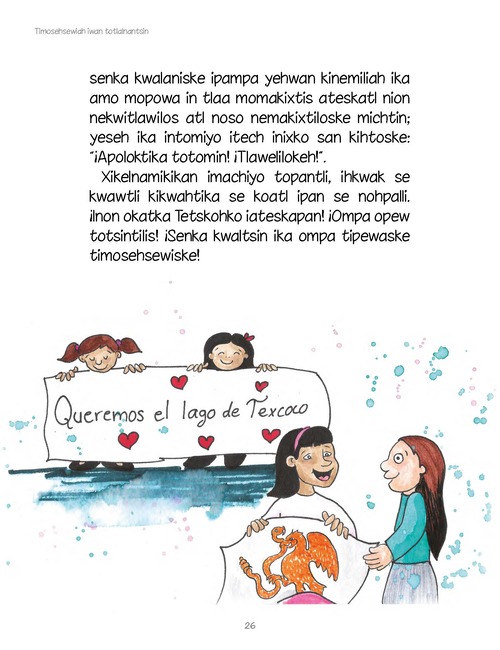 Timosehsewiah iwan totlalnantsin
senka kwalaniske ipampa yehwan kinemiliah ika
amo mopowa in tlaa momakixtis ateskatl nion
nekwitlawilos atl noso nemakixtiloske michtin;
yeseh ika intomiyo itech inixko san kihtoske:
"¡Apoloktika totomin! ¡Tlawelilokeh!".
Xikelnamikikan imachiyo topantli, ihkwak se
kwawtli kikwahtika se koatl ipan se nohpalli.
¡Inon okatka Tetskohko iateskapan! ¡Ompa opew
totsintilis! ¡Senka kwaltsin ika ompa tipewaske
timosehsewiske!
Queremos el lago de Texcoco
26